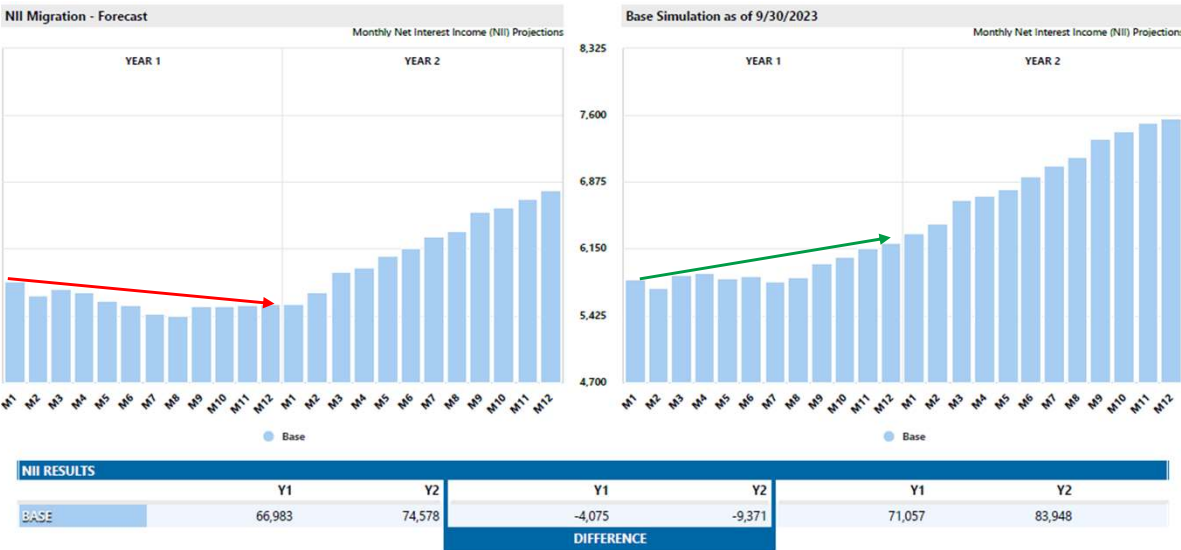 NII Migration - Forecast
Monthly Net Interest Income (NII) Projections
YEAR 1 YEAR 2
M1 M2 M3 M4 M5 M6 M7 M8 M9 M10 M11 M12 M1 M2 M3 M4 M5 M6 M7 M8 M9 M10 M11 M12
Base
8,325
7,600
6,875
6,150
5,425
4,700
Base Simulation as of 9/30/2023
Monthly Net Interest Income (NII) Projections
YEAR 1 YEAR 2
M1 M2 M3 M4 M5 M6 M7 M8 M9 M10 M11 M12 M1 M2 M3 M4 M5 M6 M7 M8 M9 M10 M11 M12
Base
NII RESULTS
Y1 Y2 Y1 Y2 Y1 Y2
BASE 66,983 74,578 -4,075 -9,371 71,057 83,948
DIFFERENCE